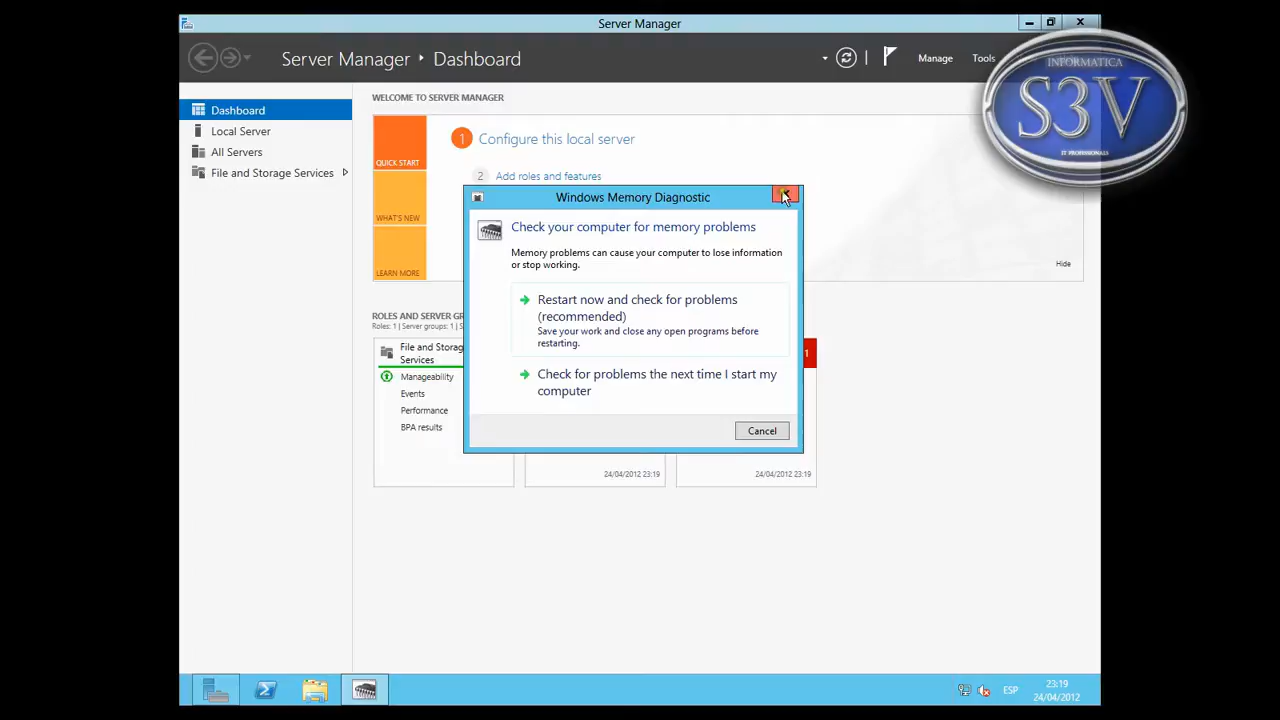 Server Manager
Server Manager ‣ Dashboard
Manage
Tools
INFORMATICA
S3V
IT PROFESIONALS
Dashboard
Local Server
All Servers
File and Storage Services
WELCOME TO SERVER MANAGER
QUICK START
WHAT'S NEW
LEARN MORE
1 Configure this local server
2 Add roles and features
Hide
Windows Memory Diagnostic
Check your computer for memory problems
Memory problems can cause your computer to lose information
or stop working.
Restart now and check for problems
(recommended)
Save your work and close any open programs before
restarting.
Check for problems the next time I start my
computer
Cancel
ROLES AND SERVER GR
Roles: 1 | Server groups: 1 | S
File and Storag
Services
Manageability
Events
Performance
BPA results
1
24/04/2012 23:19
24/04/2012 23:19
ESP
23:19
24/04/2012